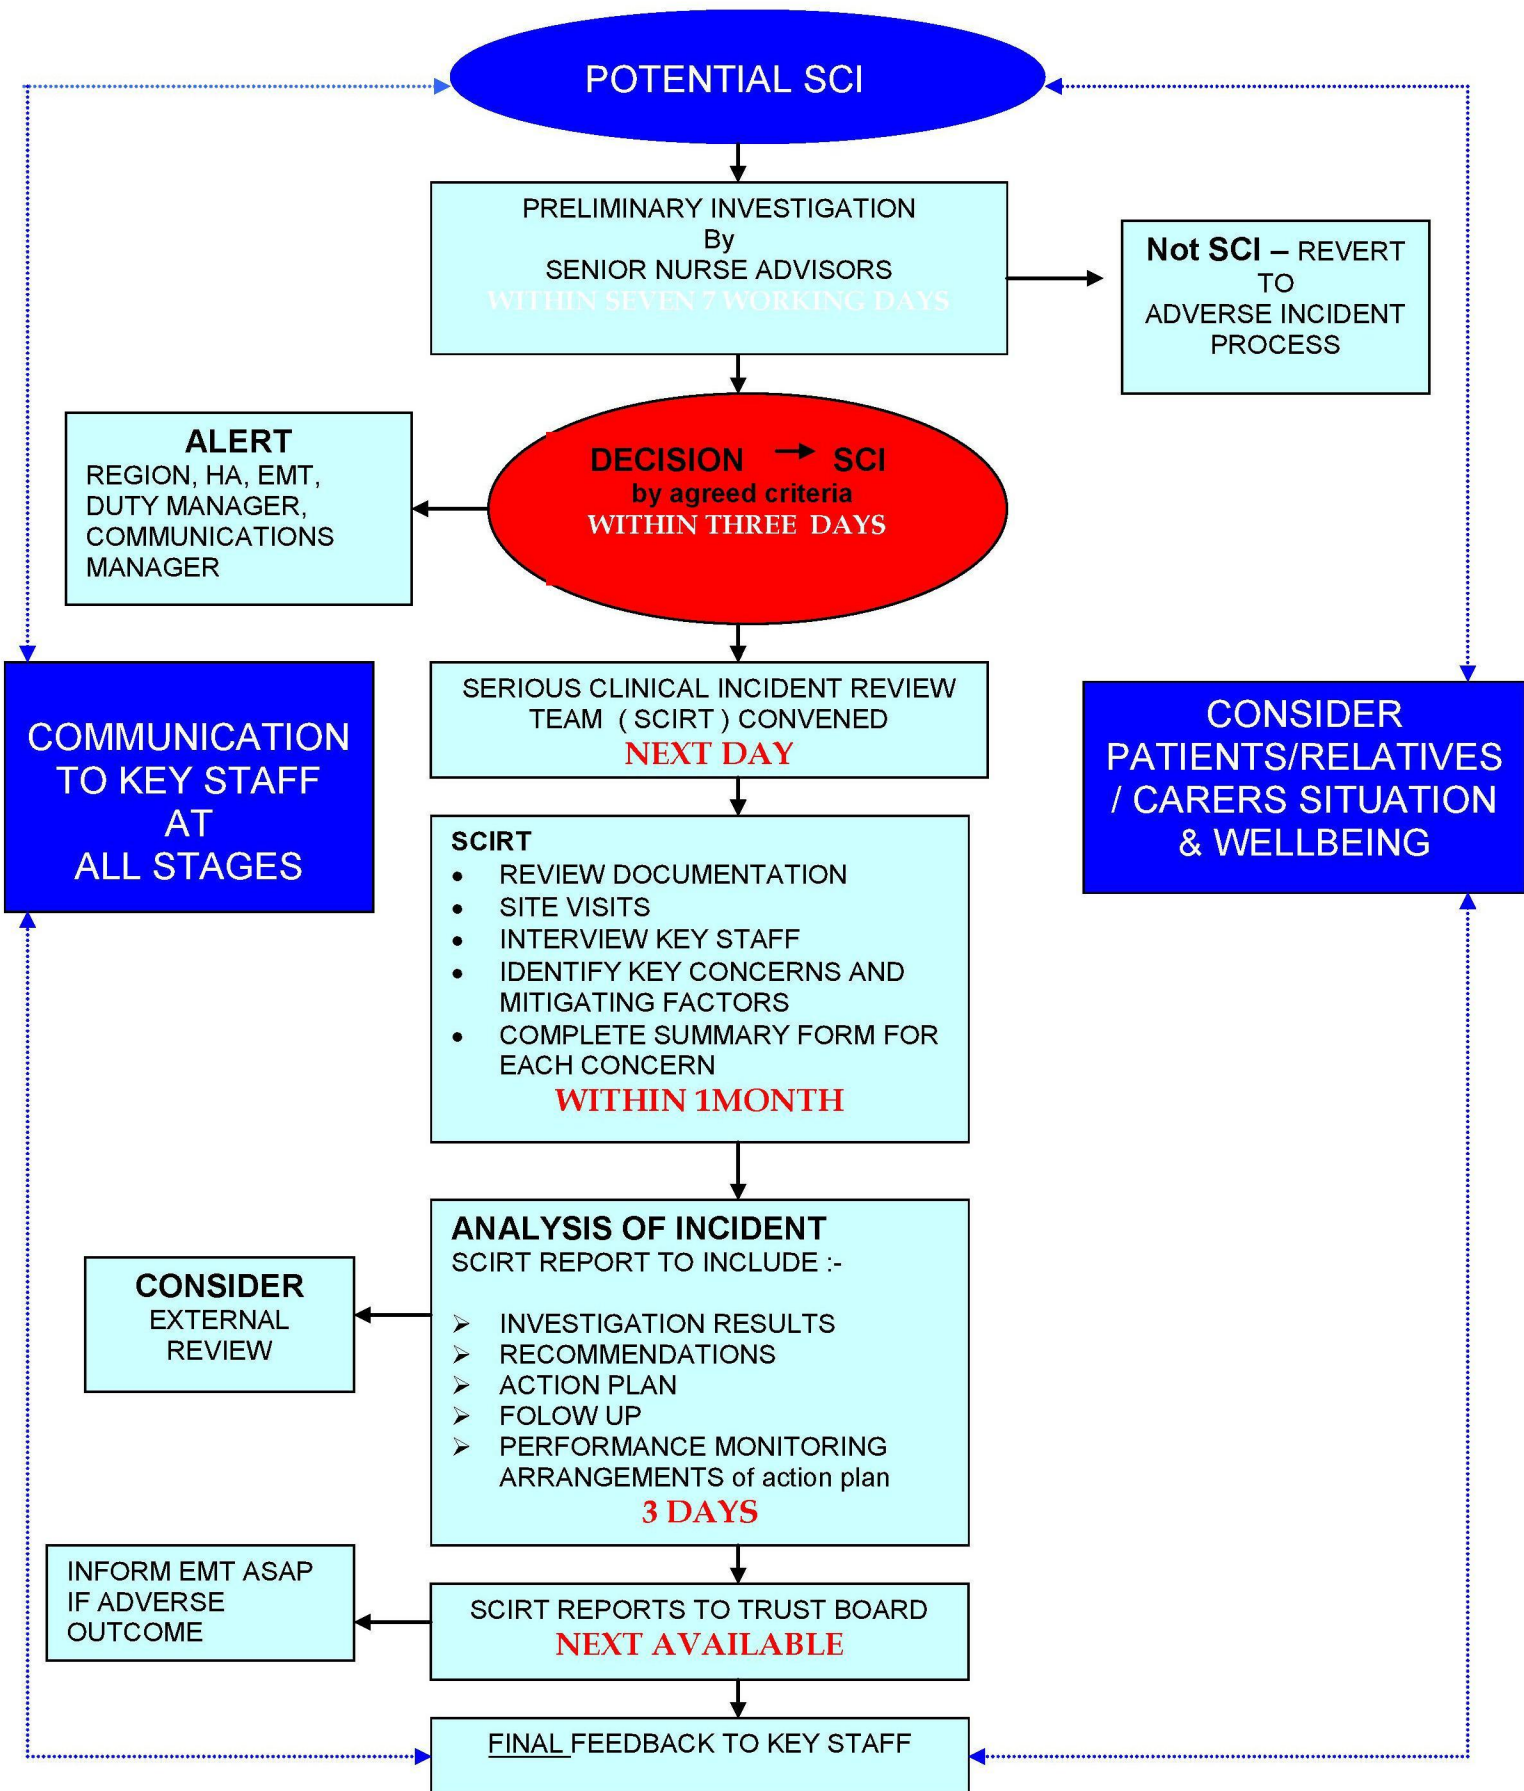 POTENTIAL SCI
PRELIMINARY INVESTIGATION
By
SENIOR NURSE ADVISORS
WITHIN SEVEN 7 WORKING DAYS
Not SCI – REVERT
TO
ADVERSE INCIDENT
PROCESS
ALERT
REGION, HA, EMT,
DUTY MANAGER,
COMMUNICATIONS
MANAGER
DECISION → SCI
by agreed criteria
WITHIN THREE DAYS
COMMUNICATION
TO KEY STAFF
AT
ALL STAGES
SERIOUS CLINICAL INCIDENT REVIEW
TEAM ( SCIRT ) CONVENED
NEXT DAY
CONSIDER
PATIENTS/RELATIVES
/ CARERS SITUATION
& WELLBEING
SCIRT
• REVIEW DOCUMENTATION
• SITE VISITS
• INTERVIEW KEY STAFF
• IDENTIFY KEY CONCERNS AND
MITIGATING FACTORS
• COMPLETE SUMMARY FORM FOR
EACH CONCERN
WITHIN 1MONTH
ANALYSIS OF INCIDENT
SCIRT REPORT TO INCLUDE :-
➢ INVESTIGATION RESULTS
➢ RECOMMENDATIONS
➢ ACTION PLAN
➢ FOLOW UP
➢ PERFORMANCE MONITORING
ARRANGEMENTS of action plan
3 DAYS
CONSIDER
EXTERNAL
REVIEW
INFORM EMT ASAP
IF ADVERSE
OUTCOME
SCIRT REPORTS TO TRUST BOARD
NEXT AVAILABLE
FINAL FEEDBACK TO KEY STAFF